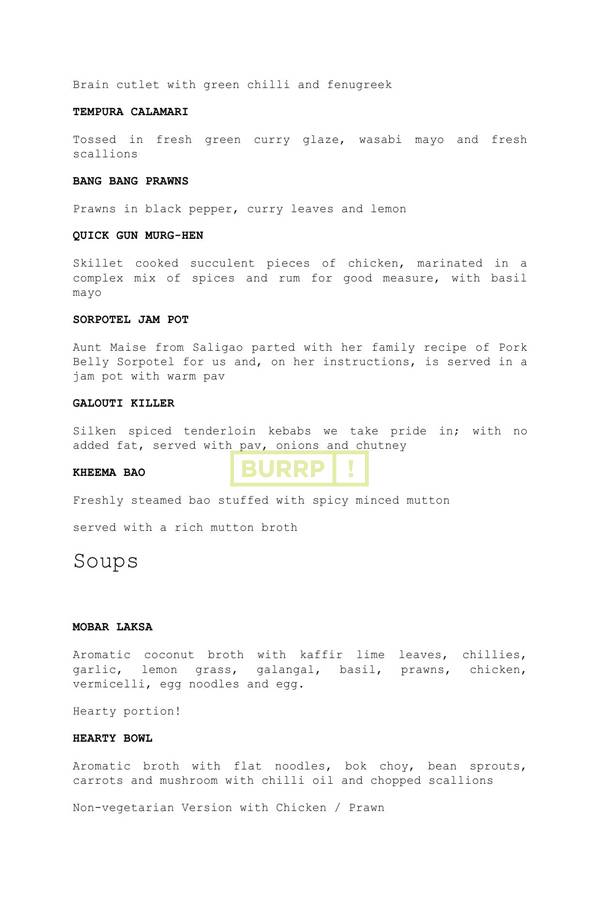 Brain cutlet with green chilli and fenugreek
TEMPURA CALAMARI
Tossed in fresh green curry glaze, wasabi mayo and fresh
scallions
BANG BANG PRAWNS
Prawns in black pepper, curry leaves and lemon
QUICK GUN MURG-HEN
Skillet cooked succulent pieces of chicken, marinated in a
complex mix of spices and rum for good measure, with basil
mayo
SORPOTEL JAM POT
Aunt Maise from Saligao parted with her family recipe of Pork
Belly Sorpotel for us and, on her instructions, is served in a
jam pot with warm pav
GALOUTI KILLER
Silken spiced tenderloin kebabs we take pride in; with no
added fat, served with pav, onions and chutney
BURRP !
KHEEMA BAO
Freshly steamed bao stuffed with spicy minced mutton
served with a rich mutton broth
Soups
MOBAR LAKSA
Aromatic coconut broth with kaffir lime leaves, chillies,
garlic, lemon grass, galangal, basil, prawns, chicken,
vermicelli, egg noodles and egg.
Hearty portion!
HEARTY BOWL
Aromatic broth with flat noodles, bok choy, bean sprouts,
carrots and mushroom with chilli oil and chopped scallions
Non-vegetarian Version with Chicken / Prawn